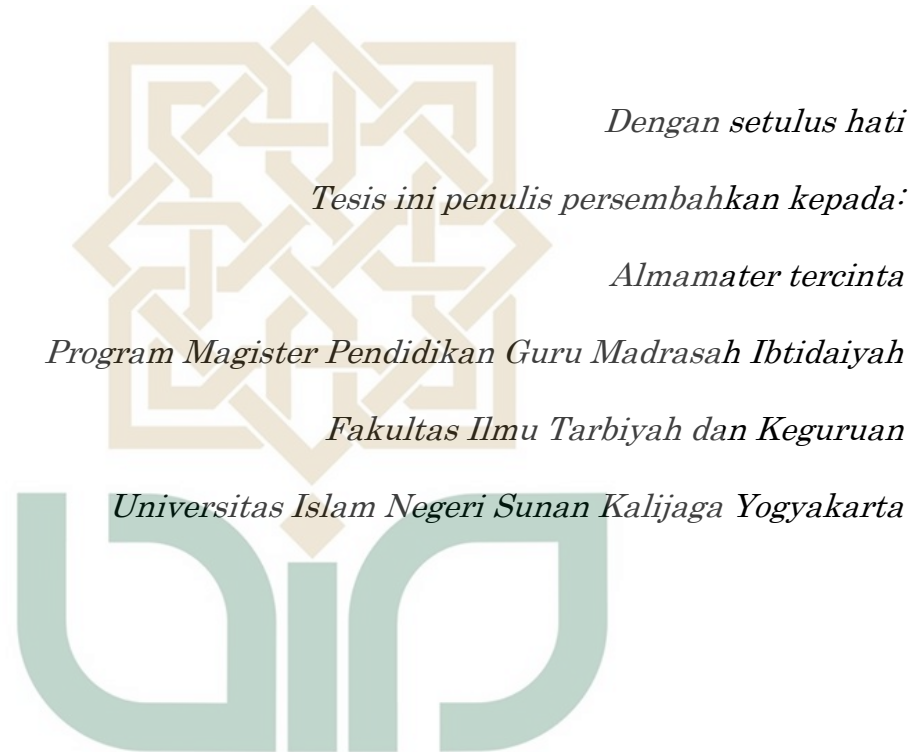 Dengan setulus hati
Tesis ini penulis persembahkan kepada:
Almamater tercinta
Program Magister Pendidikan Guru Madrasah Ibtidaiyah
Fakultas Ilmu Tarbiyah dan Keguruan
Universitas Islam Negeri Sunan Kalijaga Yogyakarta